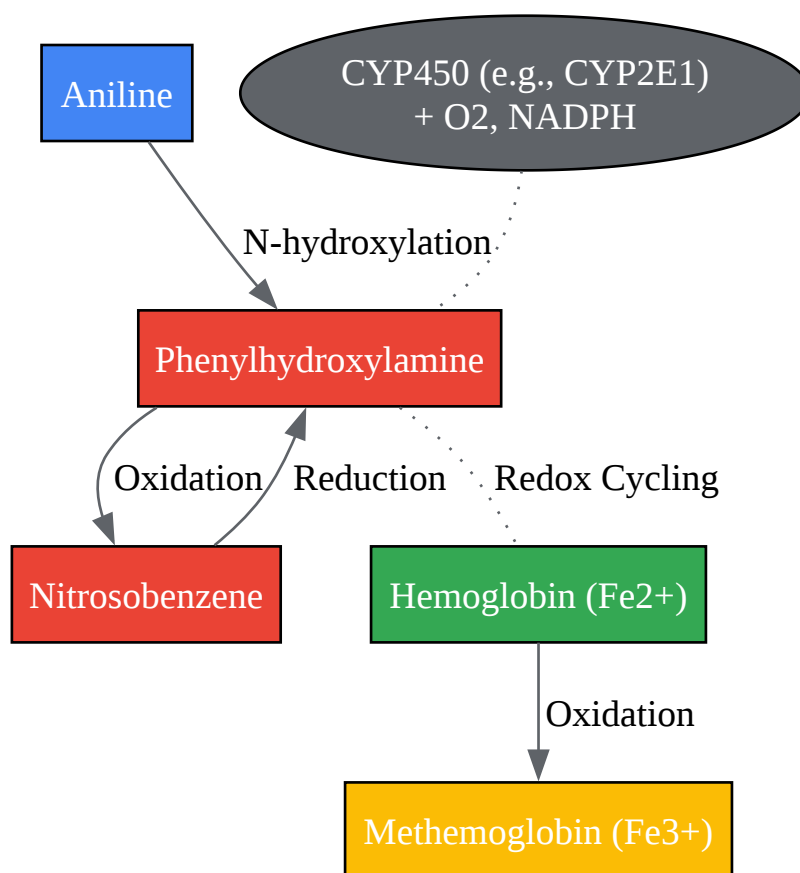 Aniline
CYP450 (e.g., CYP2E1)
+ O2, NADPH
N-hydroxylation
Phenylhydroxylamine
Oxidation
Reduction
Redox Cycling
Nitrosobenzene
Hemoglobin (Fe2+)
Oxidation
Methemoglobin (Fe3+)